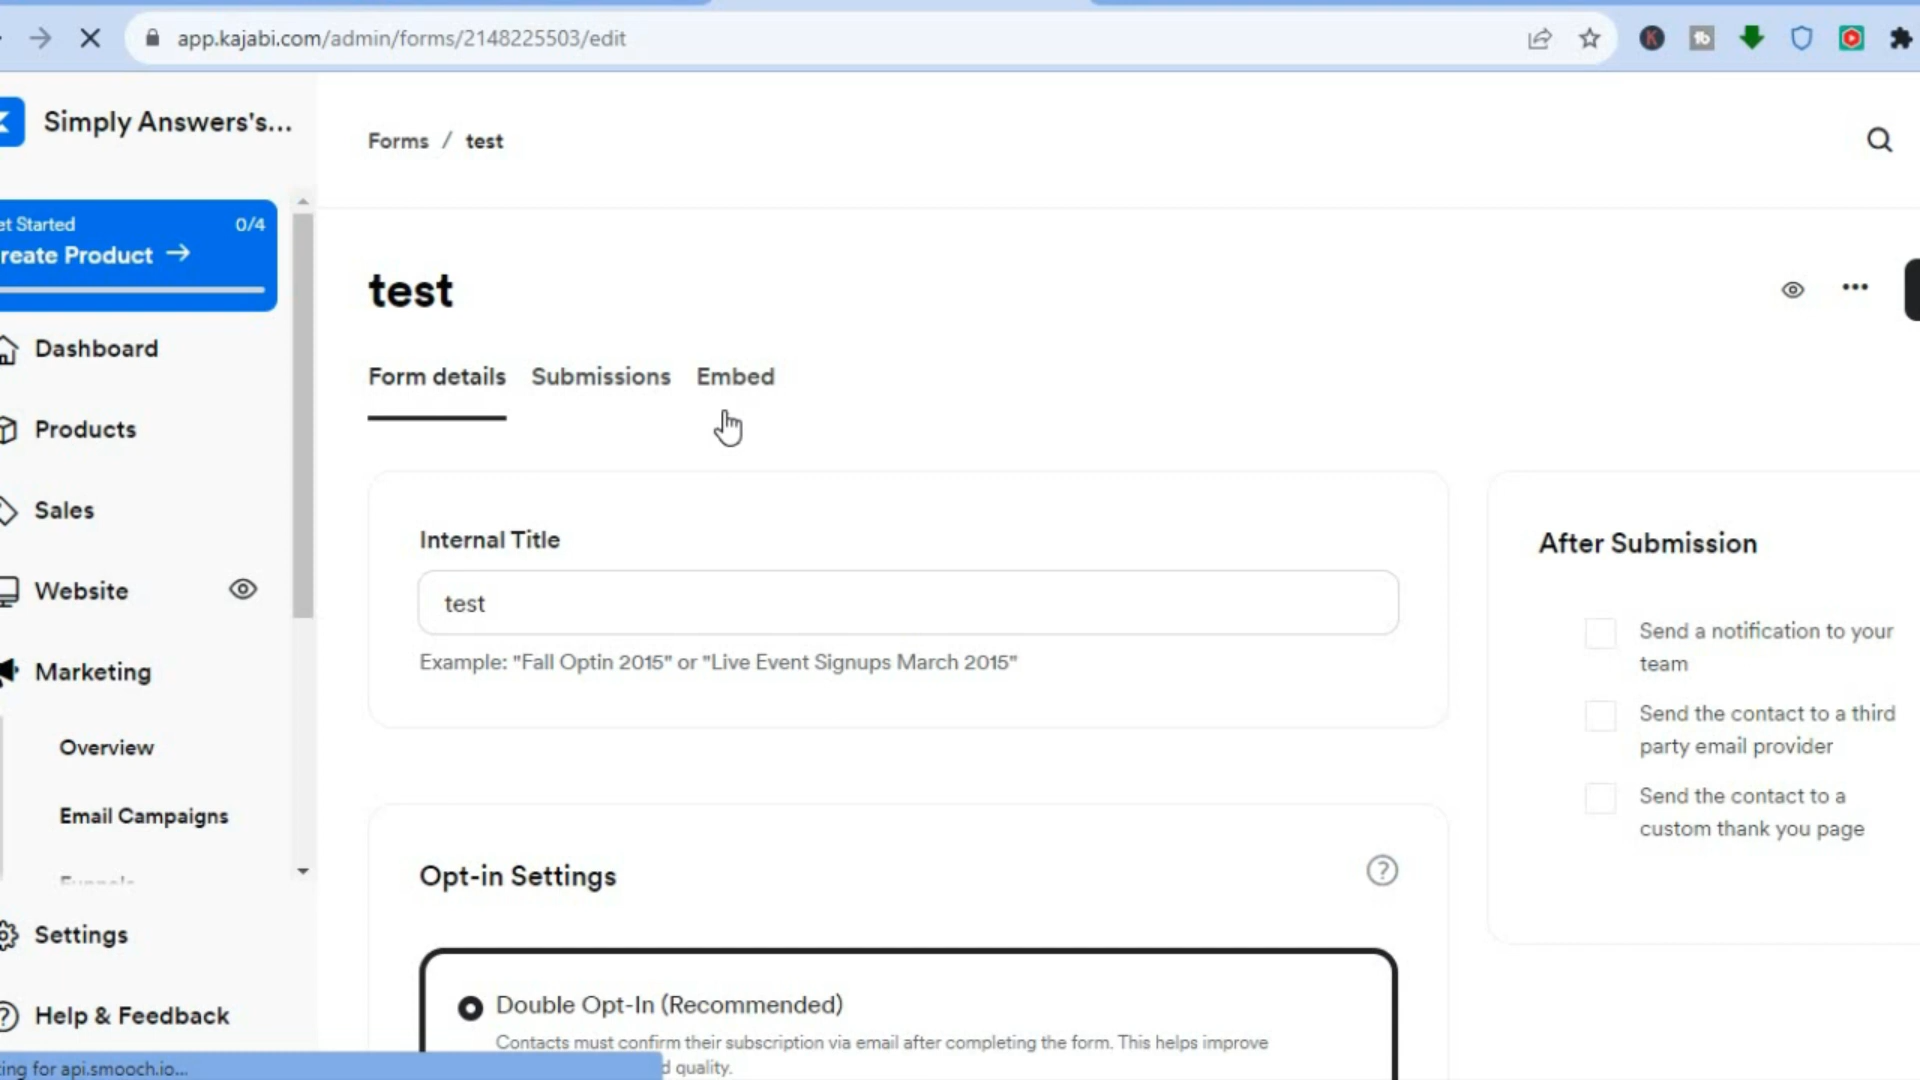 app.kajabi.com/admin/forms/2148225503/edit
Simply Answers's...
Forms / test
et Started 0/4
reate Product →
test
Form details Submissions Embed
Dashboard
Products
Sales
Website
Marketing
Overview
Email Campaigns
Settings
Help & Feedback
Internal Title
test
Example: "Fall Optin 2015" or "Live Event Signups March 2015"
After Submission
Send a notification to your
team
Send the contact to a third
party email provider
Send the contact to a
custom thank you page
Opt-in Settings
Double Opt-In (Recommended)
Contacts must confirm their subscription via email after completing the form. This helps improve
d quality.
ting for api.smooch.io...